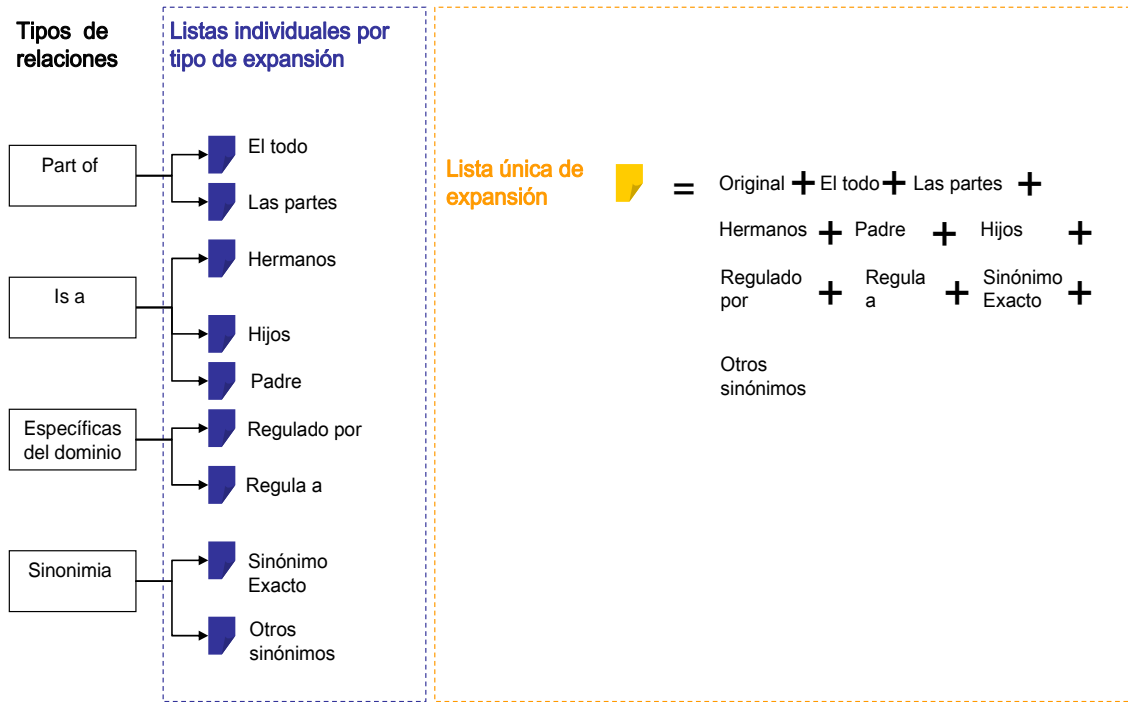 Tipos de
relaciones
Listas individuales por
tipo de expansión
Part of
El todo
Las partes
Is a
Hermanos
Hijos
Padre
Específicas
del dominio
Regulado por
Regula a
Sinonimia
Sinónimo
Exacto
Otros
sinónimos
Lista única de
expansión
= Original + El todo + Las partes +
Hermanos + Padre + Hijos +
Regulado
por + Regula
a + Sinónimo
Exacto +
Otros
sinónimos